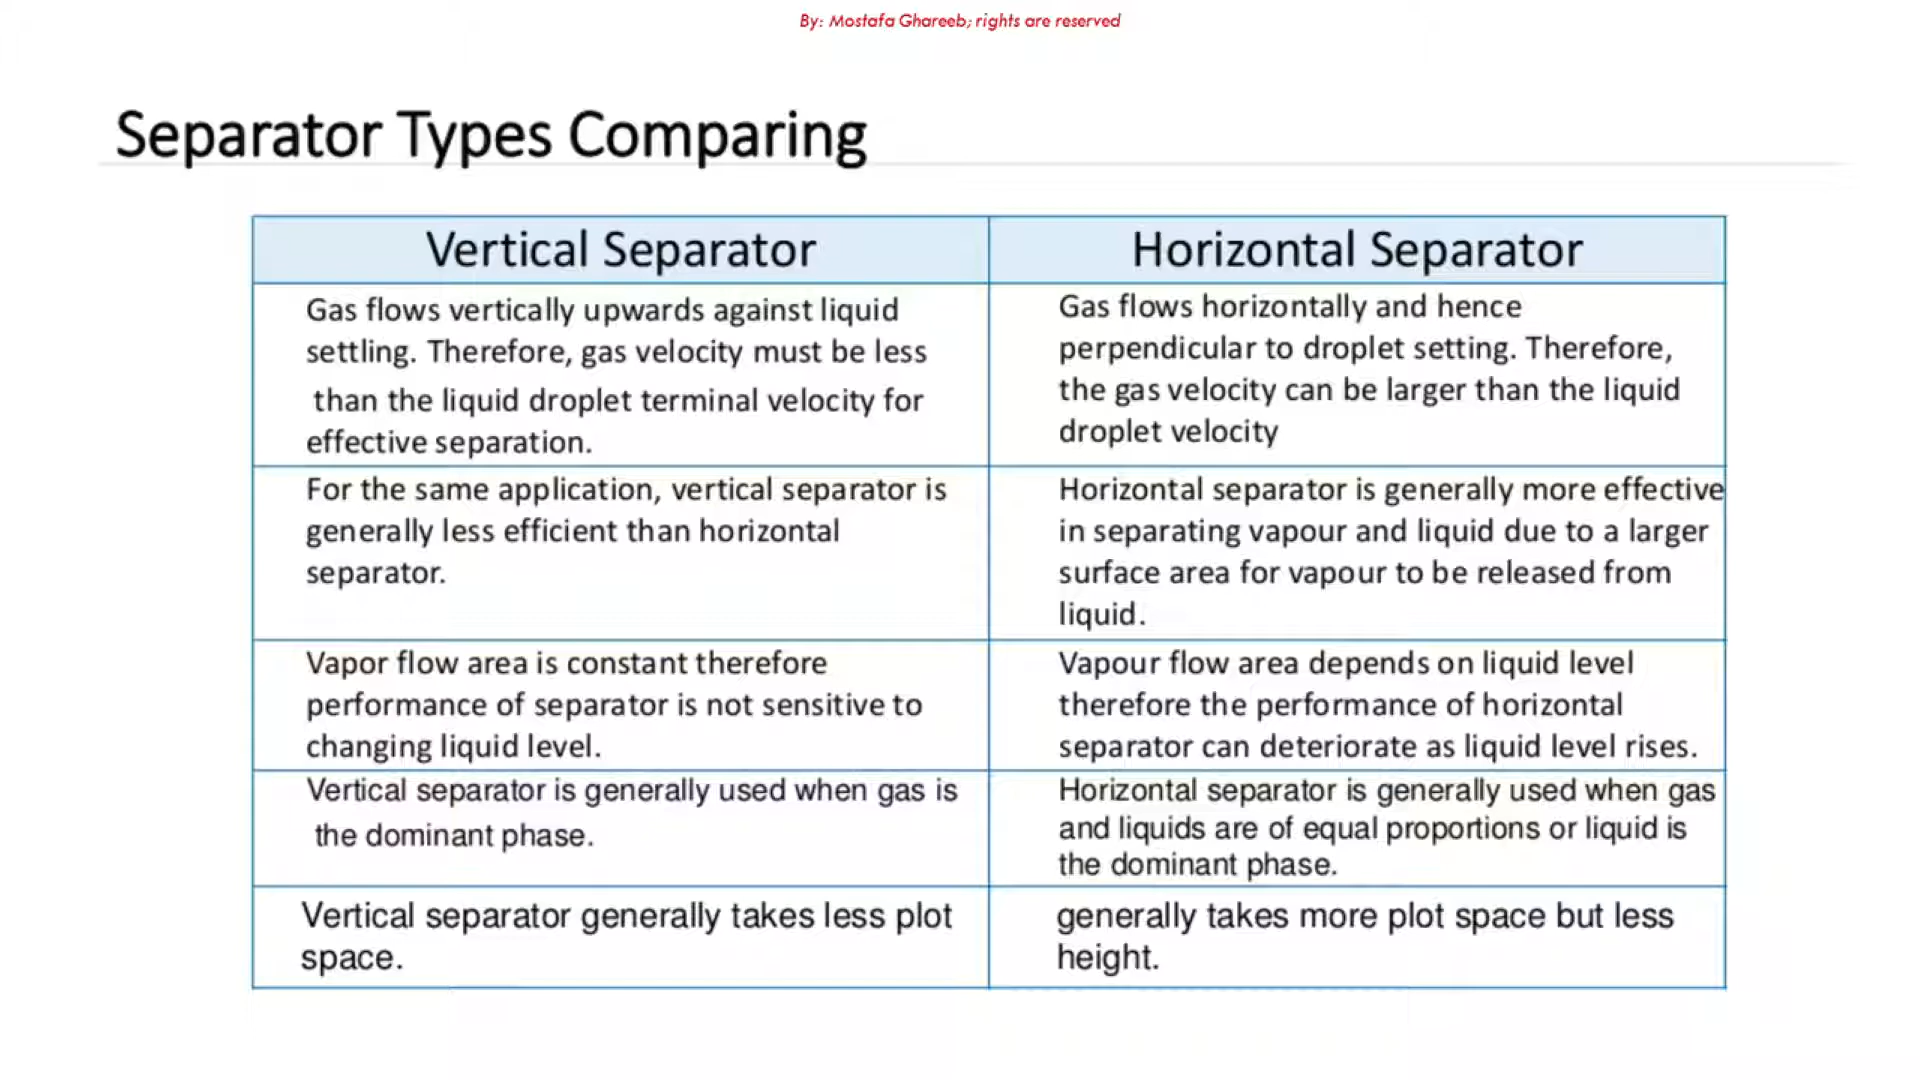 By: Mostafa Ghareeb; rights are reserved
Separator Types Comparing
Vertical Separator
Horizontal Separator
Gas flows vertically upwards against liquid
settling. Therefore, gas velocity must be less
than the liquid droplet terminal velocity for
effective separation.
Gas flows horizontally and hence
perpendicular to droplet setting. Therefore,
the gas velocity can be larger than the liquid
droplet velocity
For the same application, vertical separator is
generally less efficient than horizontal
separator.
Horizontal separator is generally more effective
in separating vapour and liquid due to a larger
surface area for vapour to be released from
liquid.
Vapor flow area is constant therefore
performance of separator is not sensitive to
changing liquid level.
Vapour flow area depends on liquid level
therefore the performance of horizontal
separator can deteriorate as liquid level rises.
Vertical separator is generally used when gas is
the dominant phase.
Horizontal separator is generally used when gas
and liquids are of equal proportions or liquid is
the dominant phase.
Vertical separator generally takes less plot
space.
generally takes more plot space but less
height.